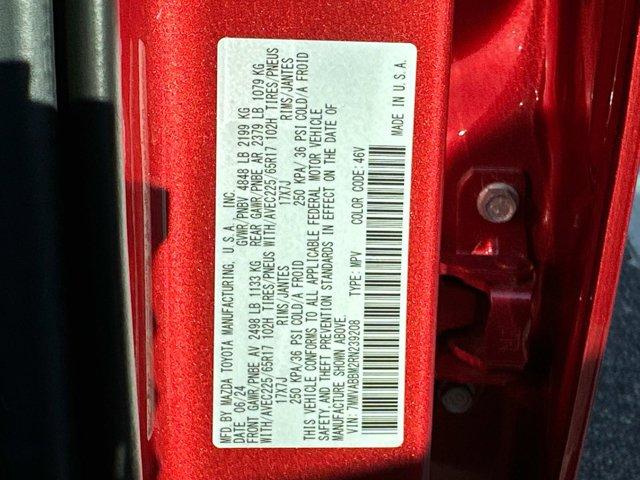 MFD.BY MAZDA TOYOTA MANUFACTURING, U.S.A. INC.
DATE 06/24 GVWR/PNBV 4848 LB 2199 KG
FRONT GAWR/PNBE AV 2498 LB 1133 KG REAR GAWR/PNBE AR 2379 LB 1079 KG
WITH/AVEC225/65R17 102H TIRES/PNEUS WITH/AVEC225/65R17 102H TIRES/PNEUS
17X7J RIMS/JANTES 17X7J RIMS/JANTES
250 KPA/36 PSI COLD/A FROID 250 KPA/36 PSI COLD/A FROID
THIS VEHICLE CONFORMS TO ALL APPLICABLE FEDERAL MOTOR VEHICLE
SAFETY AND THEFT PREVENTION STANDARDS IN EFFECT ON THE DATE OF
MANUFACTURE SHOWN ABOVE.
VIN: 7MMVABBM2RN239208 TYPE: MPV COLOR CODE: 46V
MADE IN U.S.A.